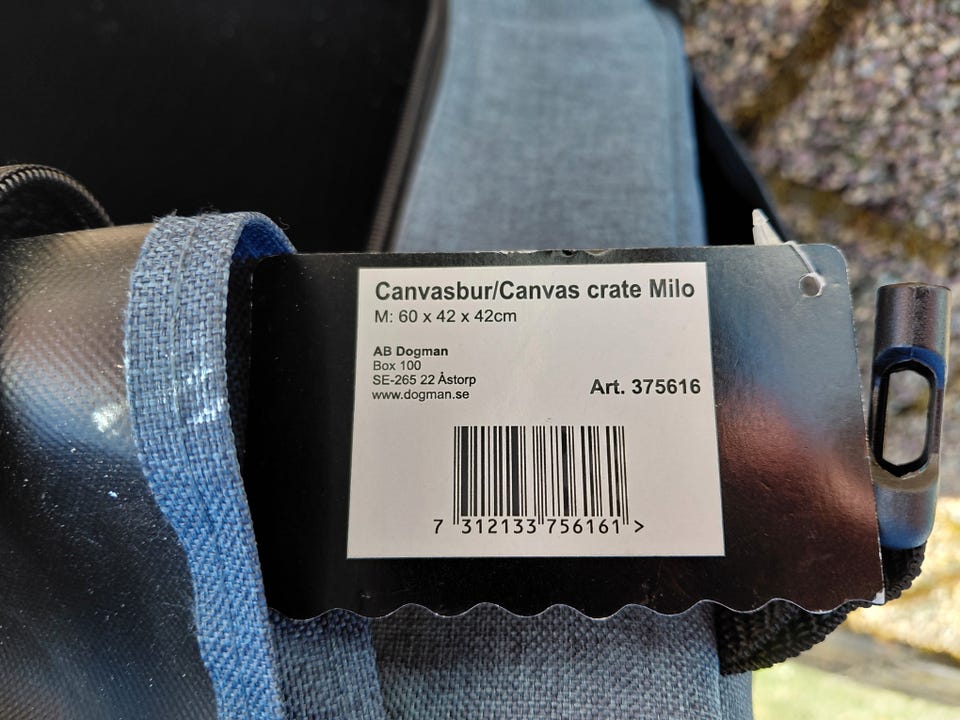 Canvasbur/Canvas crate Milo
M: 60 x 42 x 42cm
AB Dogman
Box 100
SE-265 22 Åstorp
www.dogman.se
Art. 375616
7 312133 756161 >